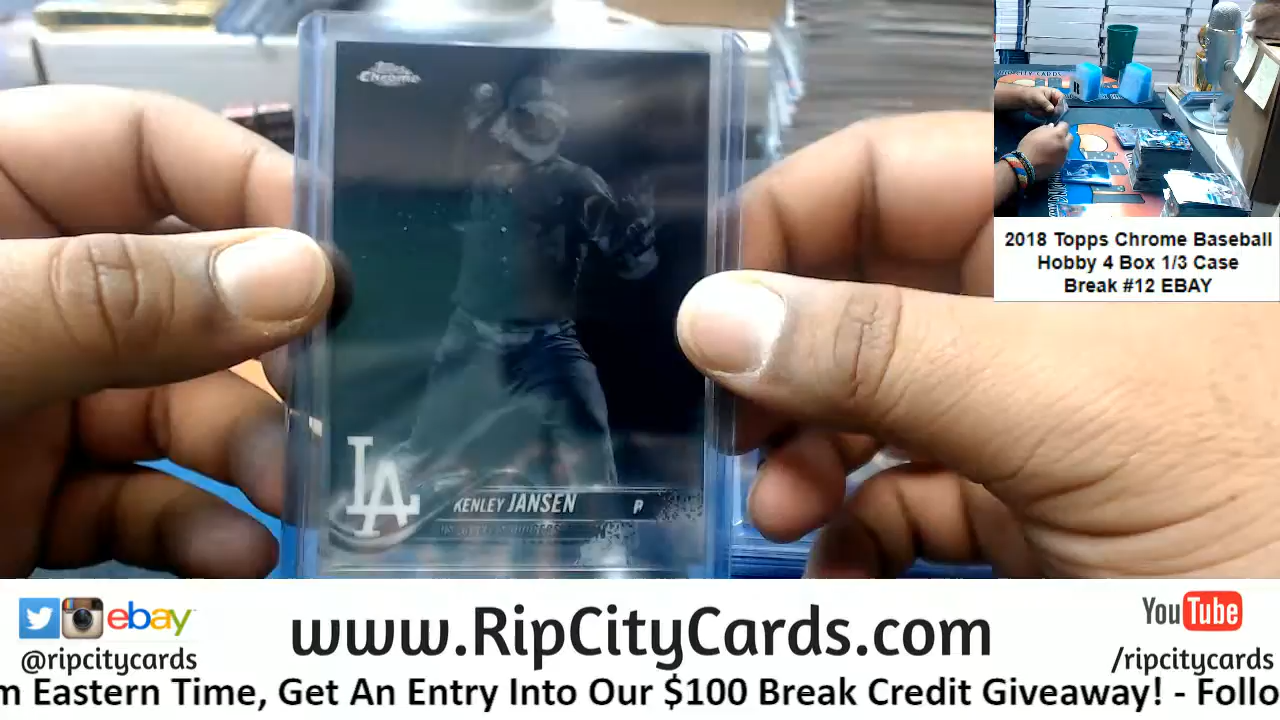 Topps
Chrome
KENLEY JANSEN P
2018 Topps Chrome Baseball
Hobby 4 Box 1/3 Case
Break #12 EBAY
ebay
@ripcitycards
www.RipCityCards.com
YouTube
/ripcitycards
m Eastern Time, Get An Entry Into Our $100 Break Credit Giveaway! - Follo
LA